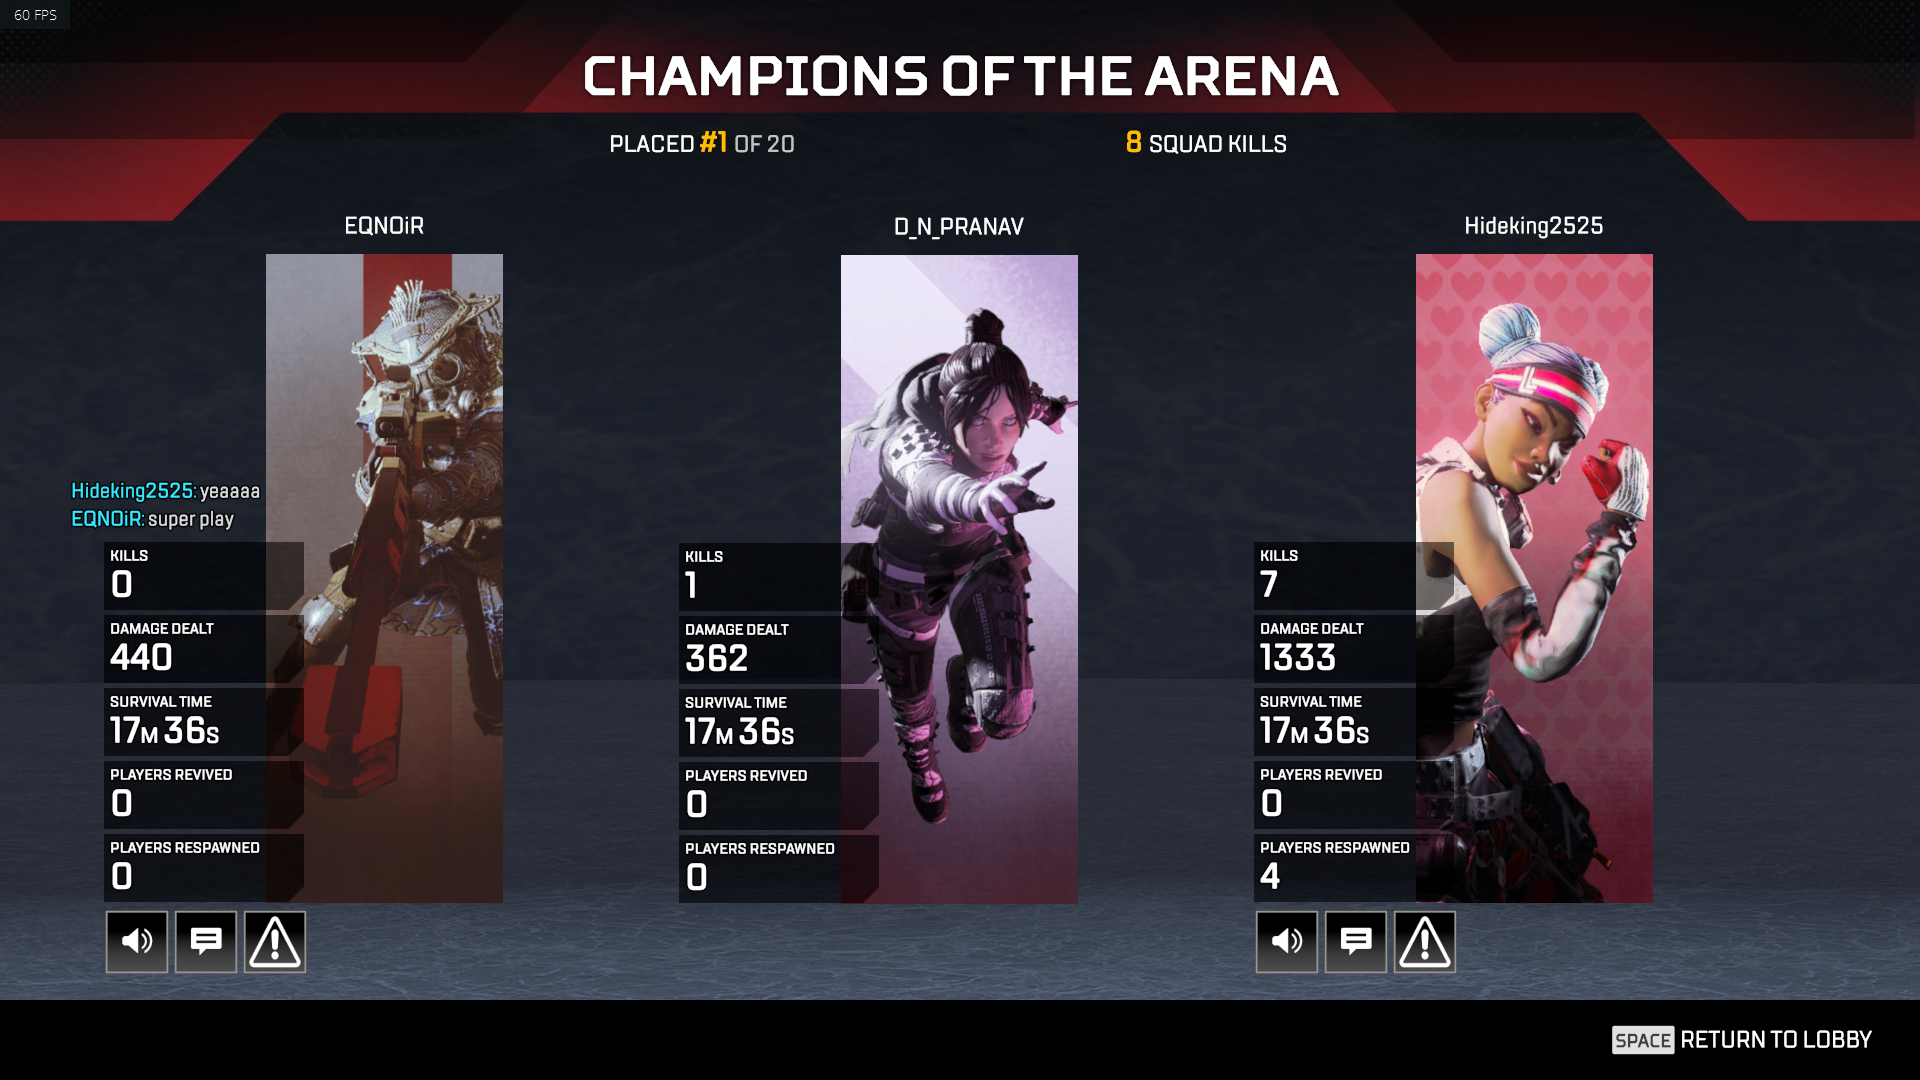 60 FPS
CHAMPIONS OF THE ARENA
PLACED #1 OF 20
8 SQUAD KILLS
EQNOiR
D_N_PRANAV
Hideking2525
Hideking2525: yeaaaa
EQNOiR: super play
KILLS
0
DAMAGE DEALT
440
SURVIVAL TIME
17M 36S
PLAYERS REVIVED
0
PLAYERS RESPAWNED
0
KILLS
1
DAMAGE DEALT
362
SURVIVAL TIME
17M 36S
PLAYERS REVIVED
0
PLAYERS RESPAWNED
0
KILLS
7
DAMAGE DEALT
1333
SURVIVAL TIME
17M 36S
PLAYERS REVIVED
0
PLAYERS RESPAWNED
4
SPACE RETURN TO LOBBY